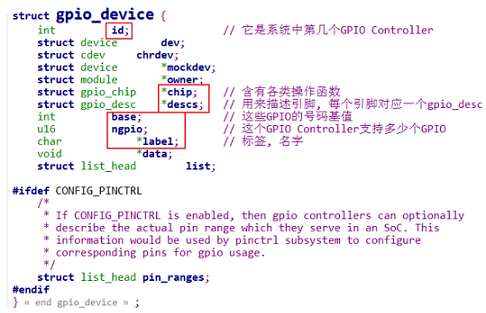 struct gpio_device {
int id; // 它是系统中第几个GPIO Controller
struct device dev;
struct cdev chrdev;
struct device *mockdev;
struct module *owner;
struct gpio_chip *chip; // 含有各类操作函数
struct gpio_desc *descs; // 用来描述引脚, 每个引脚对应一个gpio_desc
int base; // 这些GPIO的号码基值
u16 ngpio; // 这个GPIO Controller支持多少个GPIO
char *label; // 标签, 名字
void *data;
struct list_head list;
#ifdef CONFIG_PINCTRL
/*
* If CONFIG_PINCTRL is enabled, then gpio controllers can optionally
* describe the actual pin range which they serve in an SoC. This
* information would be used by pinctrl subsystem to configure
* corresponding pins for gpio usage.
*/
struct list_head pin_ranges;
#endif
} « end gpio_device » ;